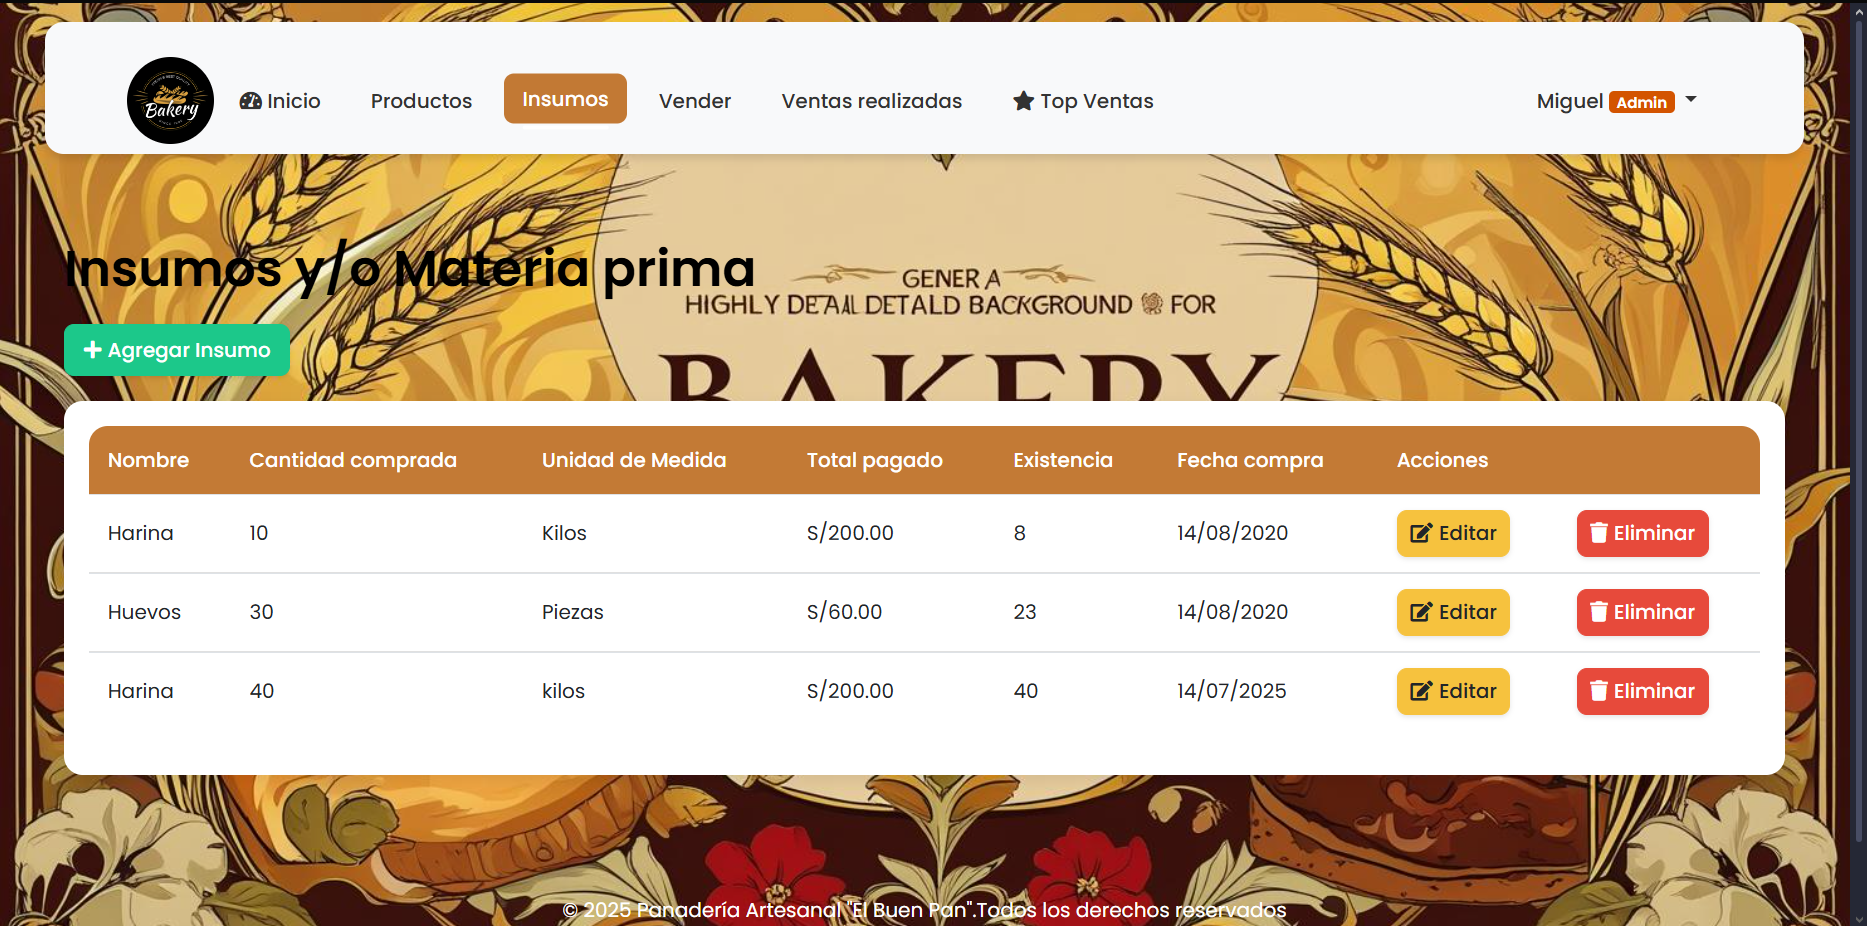 Bakery
Inicio
Productos
Insumos
Vender
Ventas realizadas
Top Ventas
Miguel Admin
Insumos y/o Materia prima
GENER A
HIGHLY DEAAL DETALD BACKGROUND FOR
BAKERY
Agregar Insumo
Nombre Cantidad comprada Unidad de Medida Total pagado Existencia Fecha compra Acciones
Harina 10 Kilos S/200.00 8 14/08/2020 Editar Eliminar
Huevos 30 Piezas S/60.00 23 14/08/2020 Editar Eliminar
Harina 40 kilos S/200.00 40 14/07/2025 Editar Eliminar
© 2025 Panadería Artesanal "El Buen Pan".Todos los derechos reservados